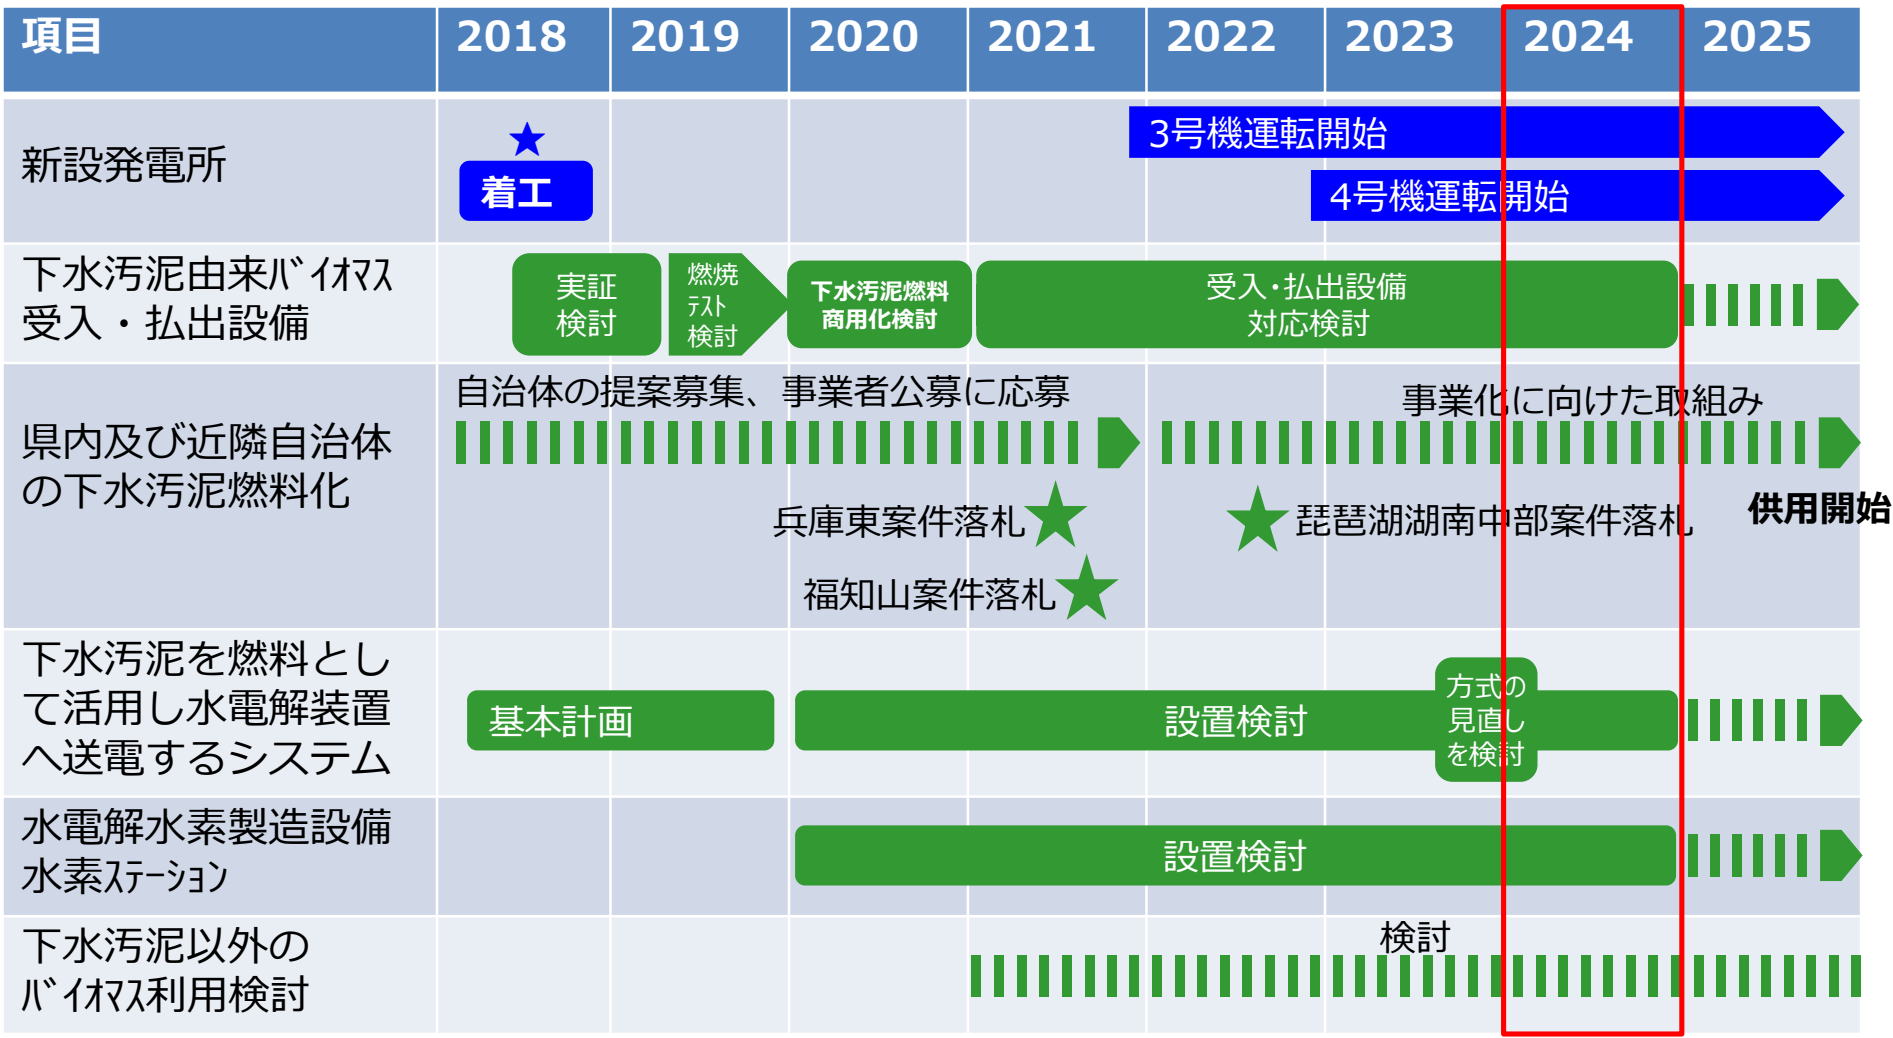 項目 2018 2019 2020 2021 2022 2023 2024 2025
新設発電所
着工
3号機運転開始
4号機運転開始
下水汚泥由来ﾊﾞｲｵﾏｽ
受入・払出設備
実証
検討
燃焼
ﾃｽﾄ
検討
下水汚泥燃料
商用化検討
受入・払出設備
対応検討
県内及び近隣自治体
の下水汚泥燃料化
自治体の提案募集、事業者公募に応募
事業化に向けた取組み
兵庫東案件落札
福知山案件落札
琵琶湖湖南中部案件落札
供用開始
下水汚泥を燃料とし
て活用し水電解装置
へ送電するシステム
基本計画
設置検討
方式の
見直し
を検討
水電解水素製造設備
水素ｽﾃｰｼｮﾝ
設置検討
下水汚泥以外の
ﾊﾞｲｵﾏｽ利用検討
検討